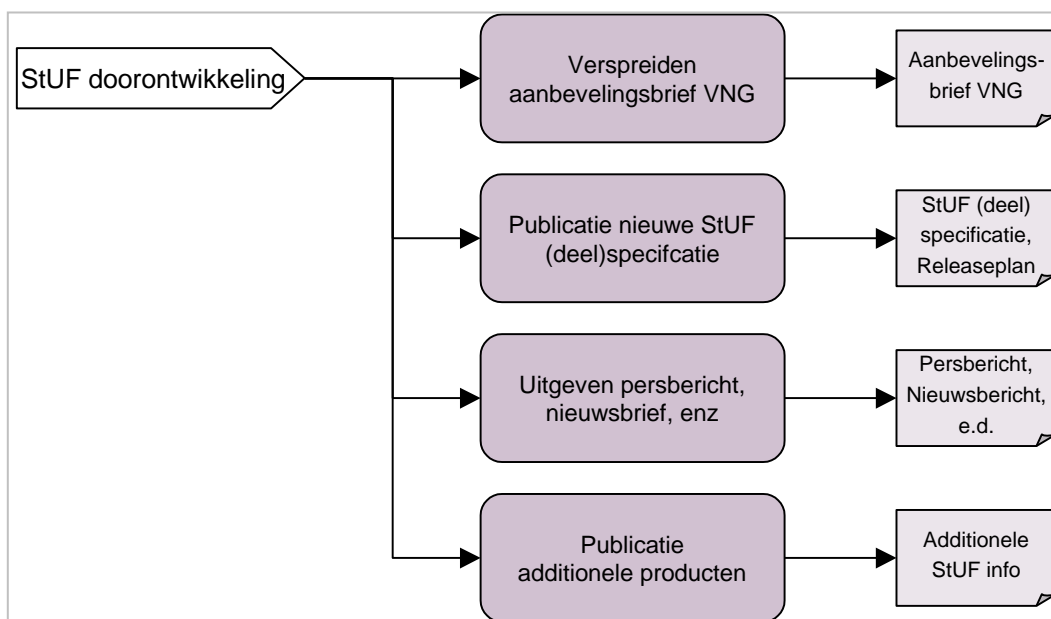 StUF doorontwikkeling
Verspreiden
aanbevelingsbrief VNG
Aanbevelings-
brief VNG
Publicatie nieuwe StUF
(deel)specifcatie
StUF (deel)
specificatie,
Releaseplan
Uitgeven persbericht,
nieuwsbrief, enz
Persbericht,
Nieuwsbericht,
e.d.
Publicatie
additionele producten
Additionele
StUF info